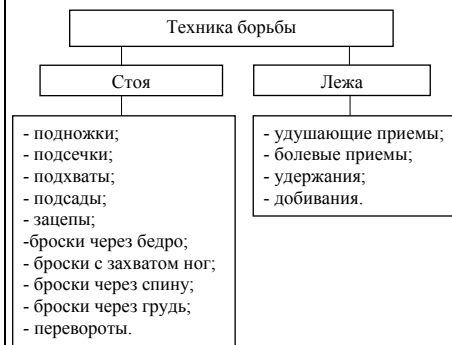 Техника борьбы
Стоя
Лежа
- подножки;
- подсечки;
- подхваты;
- подсады;
- зацепы;
-броски через бедро;
- броски с захватом ног;
- броски через спину;
- броски через грудь;
- перевороты.
- удушающие приемы;
- болевые приемы;
- удержания;
- добивания.